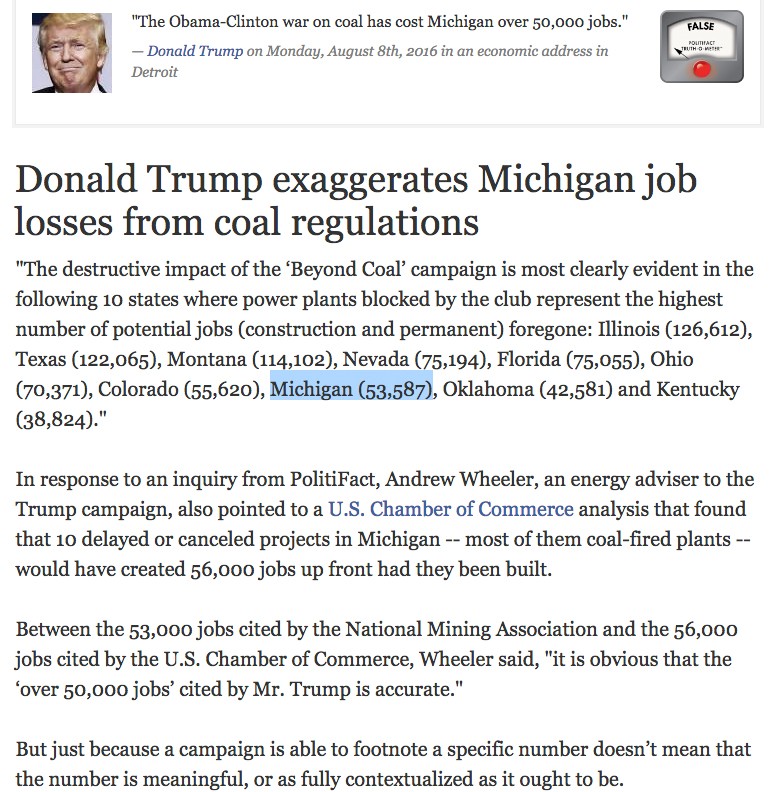 "The Obama-Clinton war on coal has cost Michigan over 50,000 jobs."
— Donald Trump on Monday, August 8th, 2016 in an economic address in
Detroit
FALSE
POLITIFACT
TRUTH-O-METER™
Donald Trump exaggerates Michigan job
losses from coal regulations
"The destructive impact of the ‘Beyond Coal’ campaign is most clearly evident in the
following 10 states where power plants blocked by the club represent the highest
number of potential jobs (construction and permanent) foregone: Illinois (126,612),
Texas (122,065), Montana (114,102), Nevada (75,194), Florida (75,055), Ohio
(70,371), Colorado (55,620), Michigan (53,587), Oklahoma (42,581) and Kentucky
(38,824)."
In response to an inquiry from PolitiFact, Andrew Wheeler, an energy adviser to the
Trump campaign, also pointed to a U.S. Chamber of Commerce analysis that found
that 10 delayed or canceled projects in Michigan -- most of them coal-fired plants --
would have created 56,000 jobs up front had they been built.
Between the 53,000 jobs cited by the National Mining Association and the 56,000
jobs cited by the U.S. Chamber of Commerce, Wheeler said, "it is obvious that the
‘over 50,000 jobs’ cited by Mr. Trump is accurate."
But just because a campaign is able to footnote a specific number doesn’t mean that
the number is meaningful, or as fully contextualized as it ought to be.